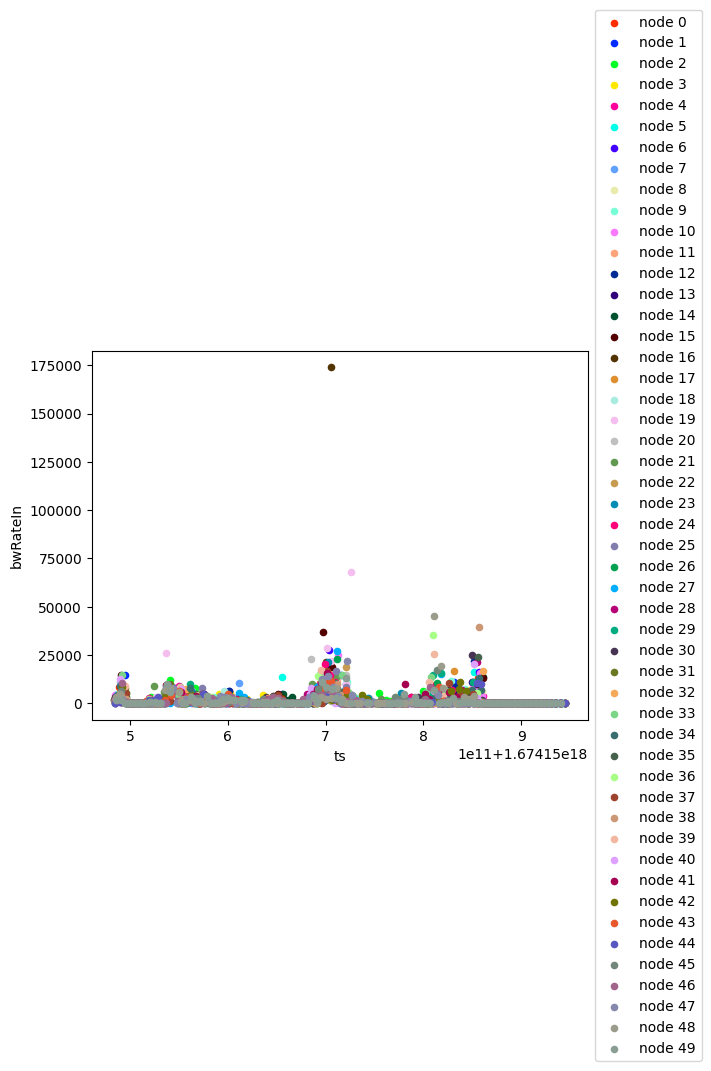 node 0
node 1
node 2
node 3
node 4
node 5
node 6
node 7
node 8
node 9
node 10
node 11
node 12
node 13
node 14
node 15
node 16
node 17
node 18
node 19
node 20
node 21
node 22
node 23
node 24
node 25
node 26
node 27
node 28
node 29
node 30
node 31
node 32
node 33
node 34
node 35
node 36
node 37
node 38
node 39
node 40
node 41
node 42
node 43
node 44
node 45
node 46
node 47
node 48
node 49
175000
150000
125000
100000
75000
50000
25000
0
bwRateIn
5 6 7 8 9
ts
1e11+1.67415e18